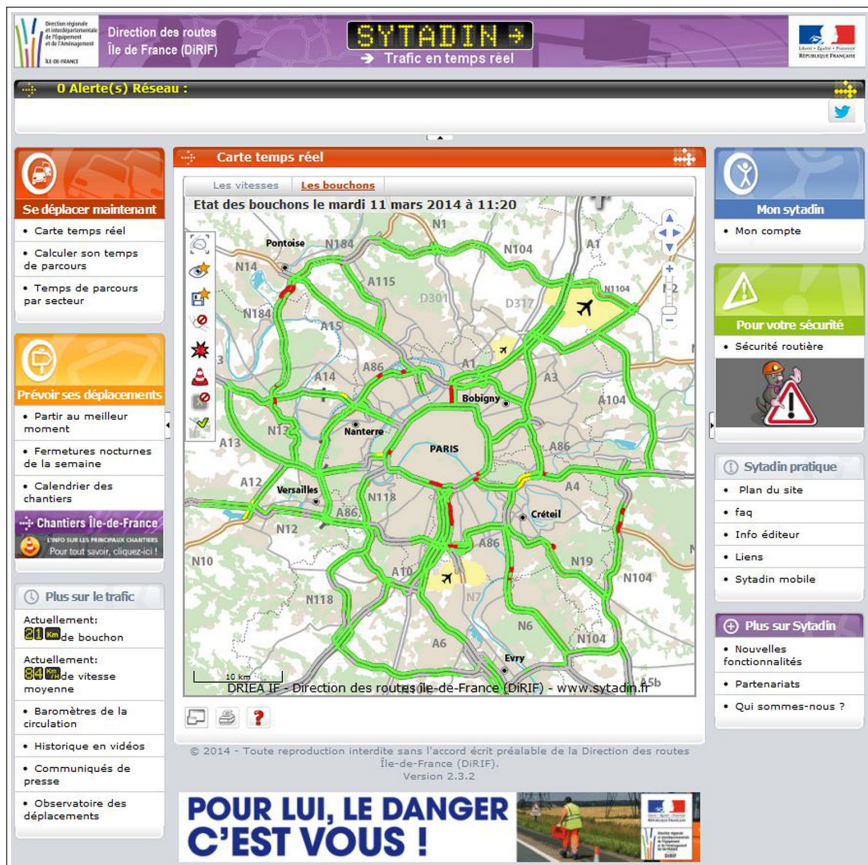 Direction régionale
et interdépartementale
de l'Équipement
et de l'Aménagement
ÎLE-DE-FRANCE
Direction des routes
Île de France (DiRIF)
SYTADIN
Trafic en temps réel
Liberté • Égalité • Fraternité
RÉPUBLIQUE FRANÇAISE
0 Alerte(s) Réseau :
Se déplacer maintenant
Carte temps réel
Calculer son temps
de parcours
Temps de parcours
par secteur
Prévoir ses déplacements
Partir au meilleur
moment
Fermetures nocturnes
de la semaine
Calendrier des
chantiers
Chantiers Île-de-France
L'INFO SUR LES PRINCIPAUX CHANTIERS
Pour tout savoir, cliquez-ici !
Plus sur le trafic
Actuellement:
21 Km de bouchon
Actuellement:
84 Km/H de vitesse
moyenne
Baromètres de la
circulation
Historique en vidéos
Communiqués de
presse
Observatoire des
déplacements
Carte temps réel
Les vitesses
Les bouchons
Etat des bouchons le mardi 11 mars 2014 à 11:20
N1
Pontoise
N184
N104
A1
N14
A115
N1104
N2
D301
D317
N184
A15
A86
A1
A3
A14
Bobigny
A104
Nanterre
N13
PARIS
A13
A86
A12
A4
Versailles
N118
Créteil
A86
N12
A86
N10
A10
N19
N104
N7
N118
A6
N6
N104
Evry
A5b
10 km
DRIEA IF - Direction des routes île-de-France (DiRIF) - www.sytadin.fr
© 2014 - Toute reproduction interdite sans l'accord écrit préalable de la Direction des routes
Île-de-France (DiRIF).
Version 2.3.2
POUR LUI, LE DANGER
C'EST VOUS !
DiRIF
Mon sytadin
Mon compte
Pour votre sécurité
Sécurité routière
Sytadin pratique
Plan du site
faq
Info éditeur
Liens
Sytadin mobile
Plus sur Sytadin
Nouvelles
fonctionnalités
Partenariats
Qui sommes-nous ?